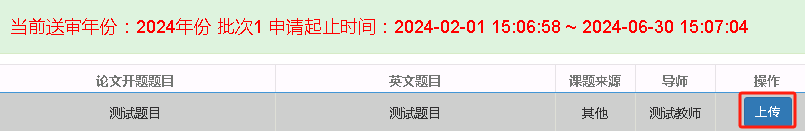 当前送审年份：2024年份 批次1 申请起止时间：2024-02-01 15:06:58 ~ 2024-06-30 15:07:04
论文开题题目 英文题目 课题来源 导师 操作
测试题目 测试题目 其他 测试教师 上传